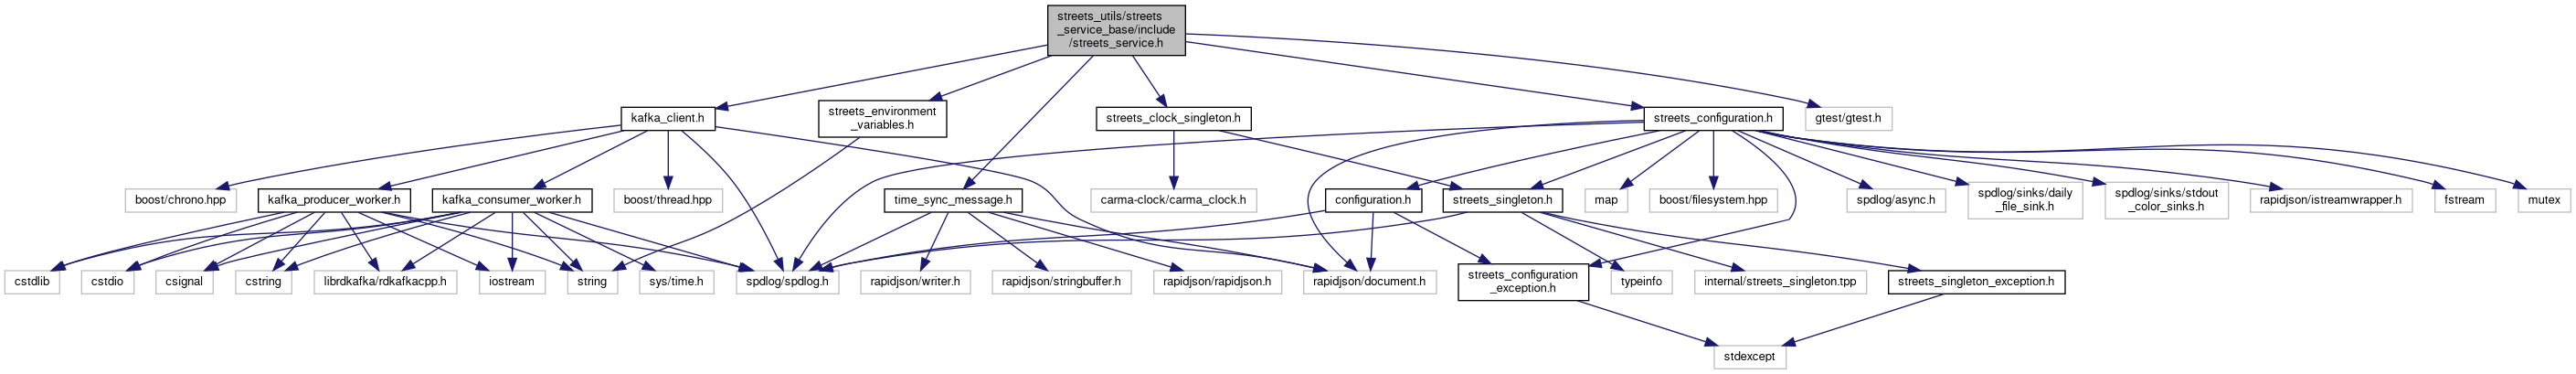 streets_utils/streets
_service_base/include
/streets_service.h
kafka_client.h
streets_environment
_variables.h
streets_clock_singleton.h
streets_configuration.h
gtest/gtest.h
boost/chrono.hpp
kafka_producer_worker.h
kafka_consumer_worker.h
boost/thread.hpp
time_sync_message.h
carma-clock/carma_clock.h
configuration.h
streets_singleton.h
map
boost/filesystem.hpp
spdlog/async.h
spdlog/sinks/daily
_file_sink.h
spdlog/sinks/stdout
_color_sinks.h
rapidjson/istreamwrapper.h
fstream
mutex
cstdlib
cstdio
csignal
cstring
librdkafka/rdkafkacpp.h
iostream
string
sys/time.h
spdlog/spdlog.h
rapidjson/writer.h
rapidjson/stringbuffer.h
rapidjson/rapidjson.h
rapidjson/document.h
streets_configuration
_exception.h
typeinfo
internal/streets_singleton.tpp
streets_singleton_exception.h
stdexcept